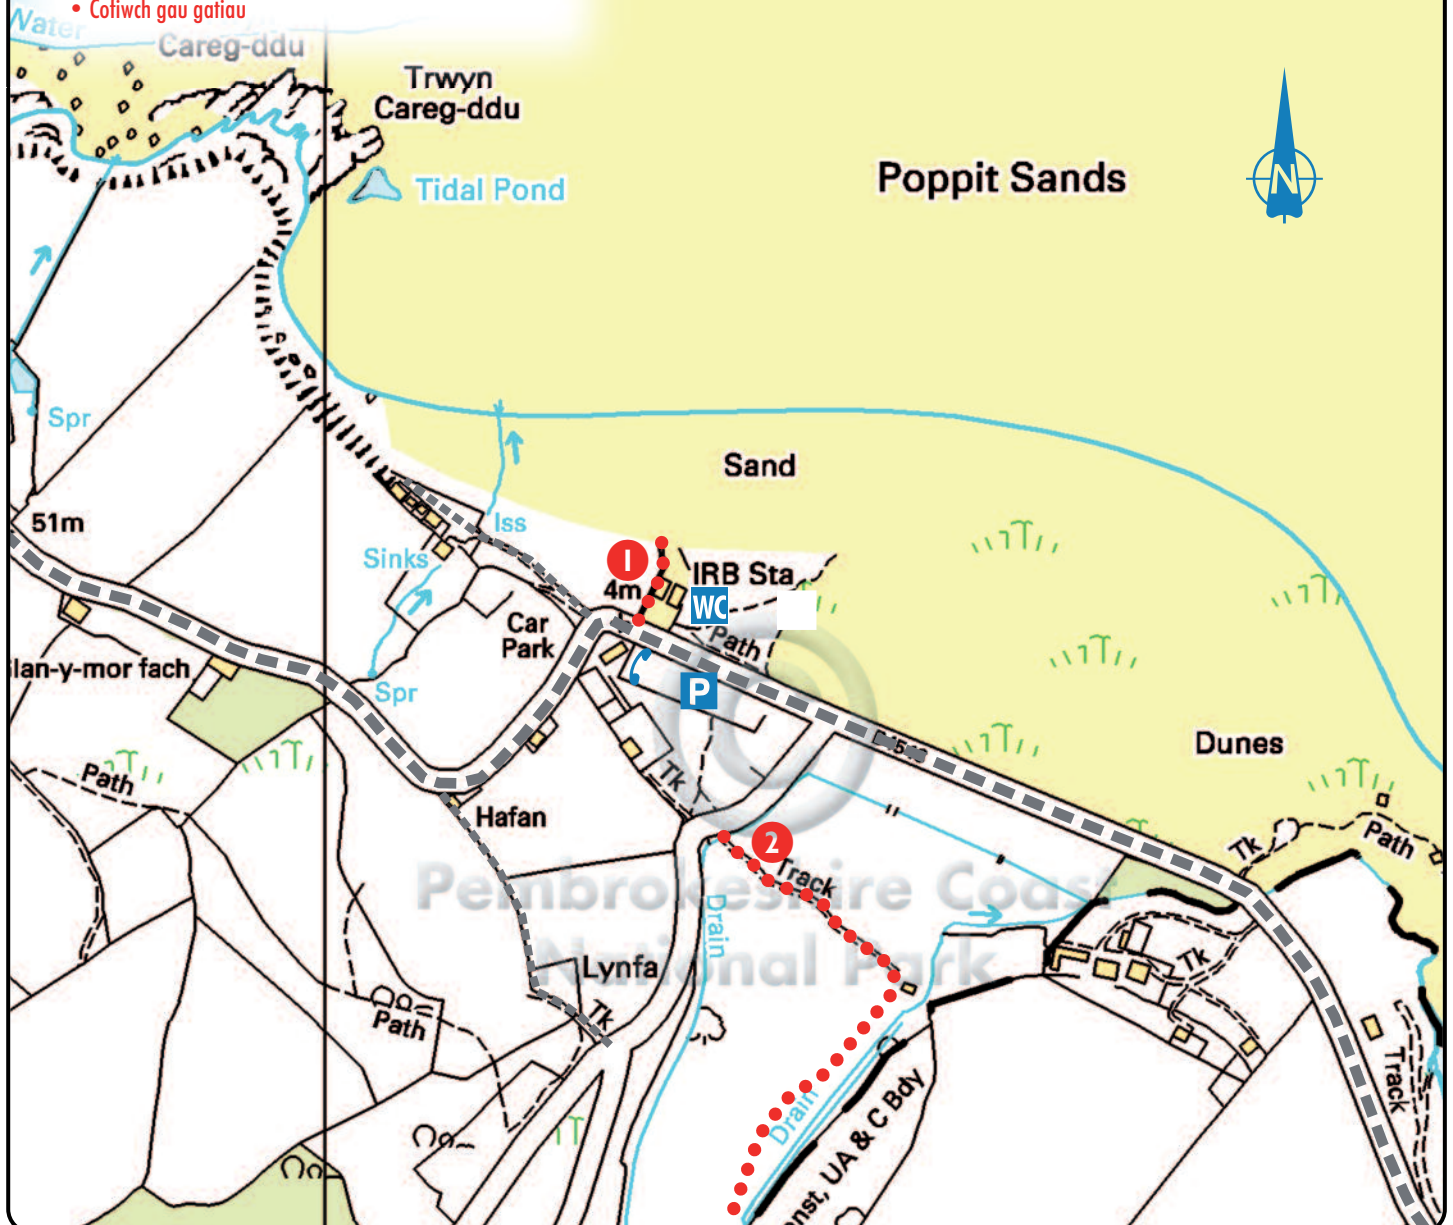 • Cotiwch gau gatiau
Water
Careg-ddu
Trwyn
Careg-ddu
Tidal Pond
Poppit Sands
N
Spr
Sand
51m
Iss
Sinks
1
IRB Sta
4m
WC
Car
Park
Path
lan-y-mor fach
Spr
P
Dunes
Path
Tk
Hafan
2
Tk
Path
Track
Pembrokeshire Coast
National Park
Drain
Lynfa
Tk
Tk
Path
Track
Drain
onst, UA & C Bdy
©